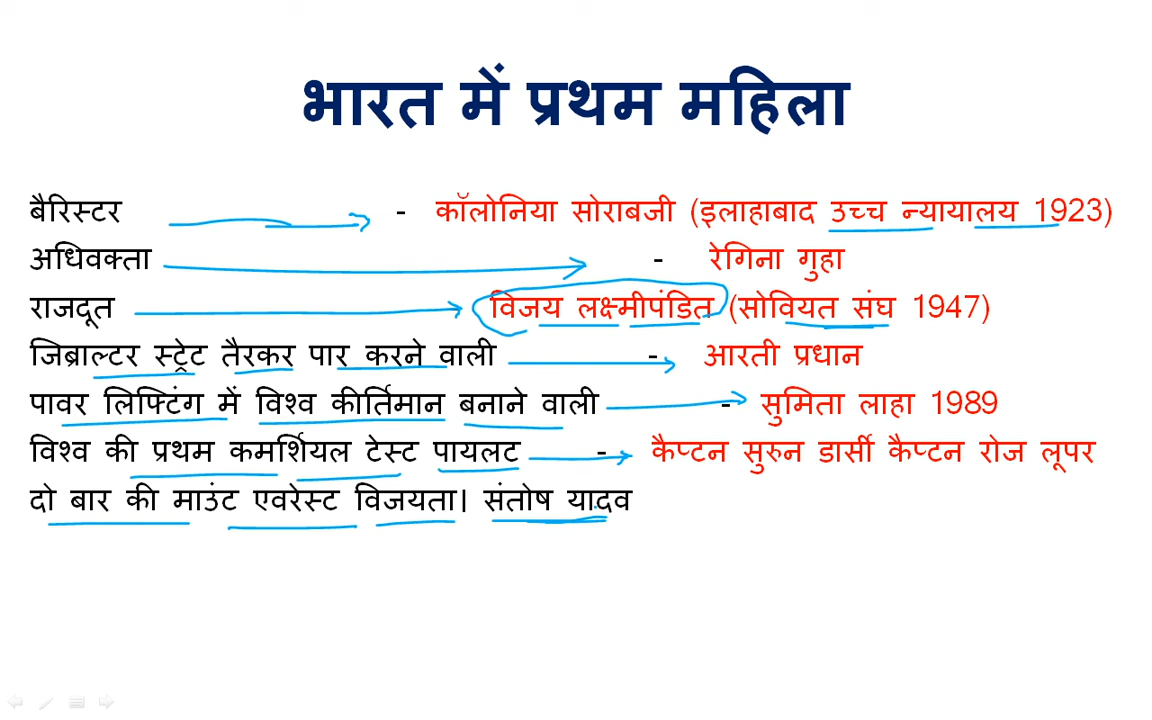 भारत में प्रथम महिला
बैरिस्टर - कॉलोनिया सोराबजी (इलाहाबाद उच्च न्यायालय 1923)
अधिवक्ता - रेगिना गुहा
राजदूत विजय लक्ष्मीपंडित (सोवियत संघ 1947)
जिब्राल्टर स्ट्रेट तैरकर पार करने वाली - आरती प्रधान
पावर लिफ्टिंग में विश्व कीर्तिमान बनाने वाली - सुमिता लाहा 1989
विश्व की प्रथम कमर्शियल टेस्ट पायलट - कैप्टन सुरुन डार्सी कैप्टन रोज लूपर
दो बार की माउंट एवरेस्ट विजयता। संतोष यादव